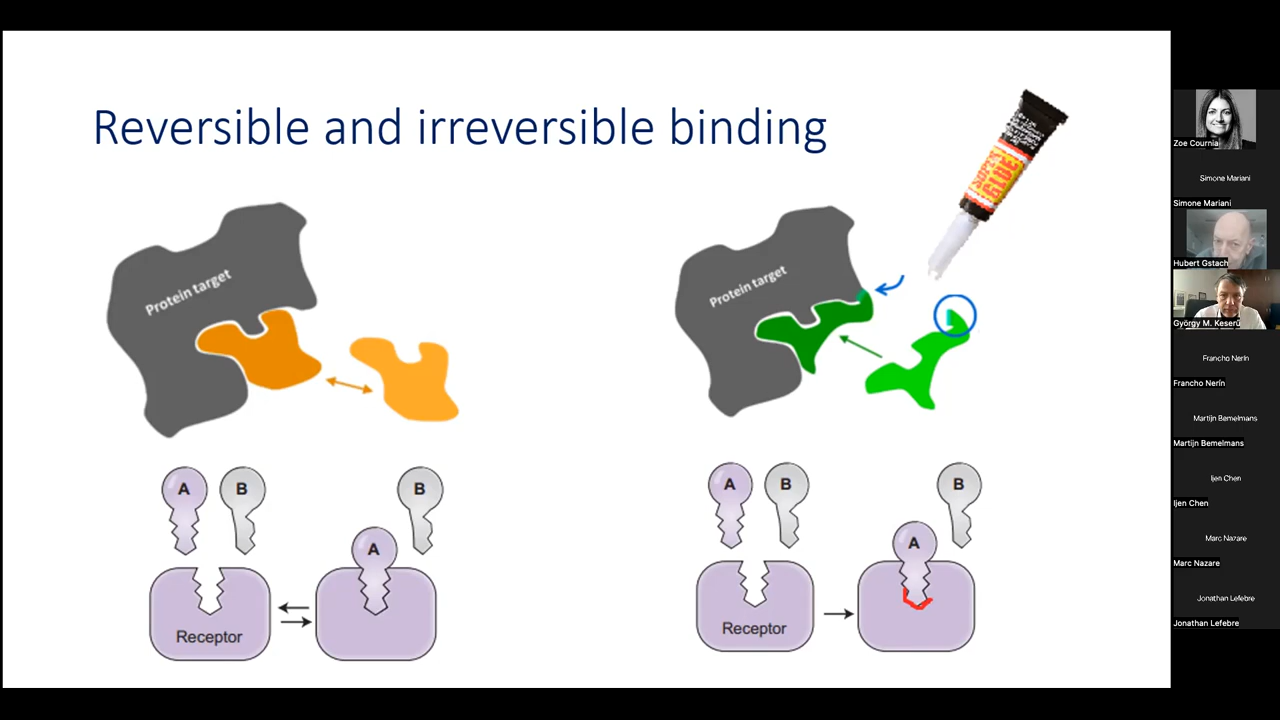 Reversible and irreversible binding
SUPER
GLUE
Protein target
Protein target
A
B
B
A
Receptor
A
B
B
A
Receptor
Zoe Cournia
Simone Mariani
Simone Mariani
Hubert Gstach
György M. Keserű
Francho Nerín
Francho Nerín
Martijn Bemelmans
Martijn Bemelmans
Ijen Chen
Ijen Chen
Marc Nazare
Marc Nazare
Jonathan Lefebre
Jonathan Lefebre